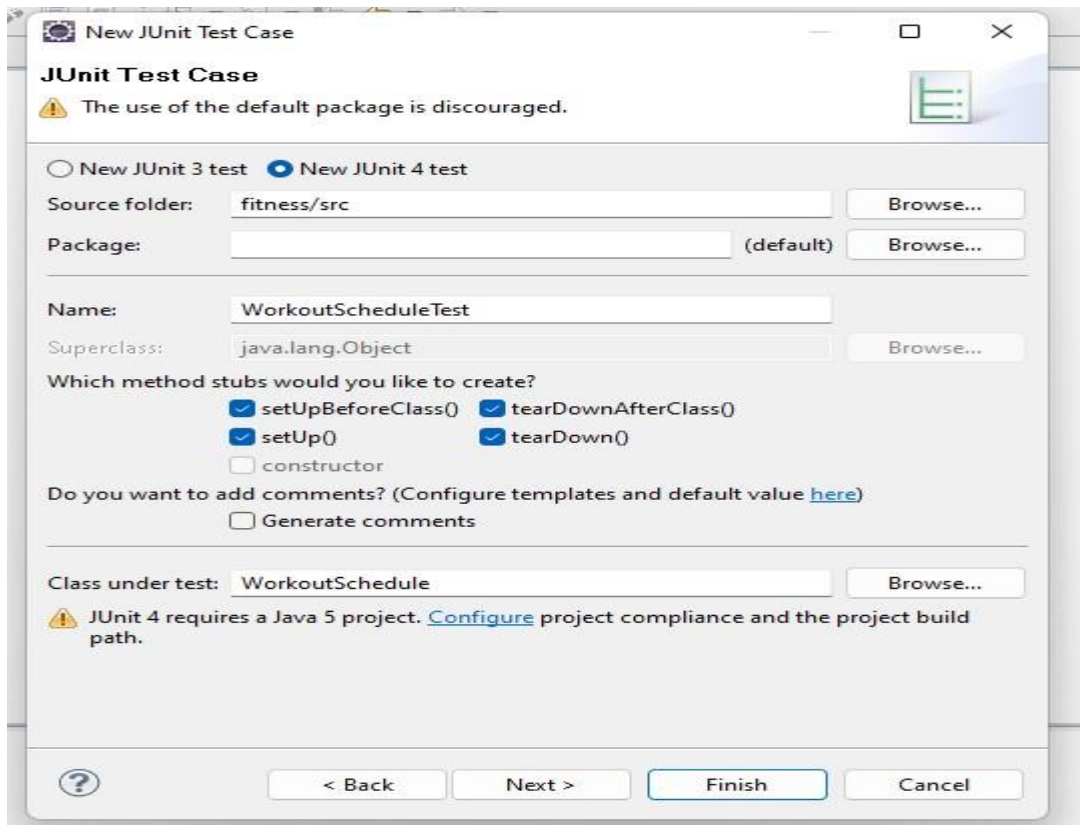 New JUnit Test Case
JUnit Test Case
The use of the default package is discouraged.
New JUnit 3 test New JUnit 4 test
Source folder: fitness/src Browse...
Package: (default) Browse...
Name: WorkoutScheduleTest
Superclass: java.lang.Object Browse...
Which method stubs would you like to create?
setUpBeforeClass() tearDownAfterClass()
setUp() tearDown()
constructor
Do you want to add comments? (Configure templates and default value here)
Generate comments
Class under test: WorkoutSchedule Browse...
JUnit 4 requires a Java 5 project. Configure project compliance and the project build
path.
? < Back Next > Finish Cancel